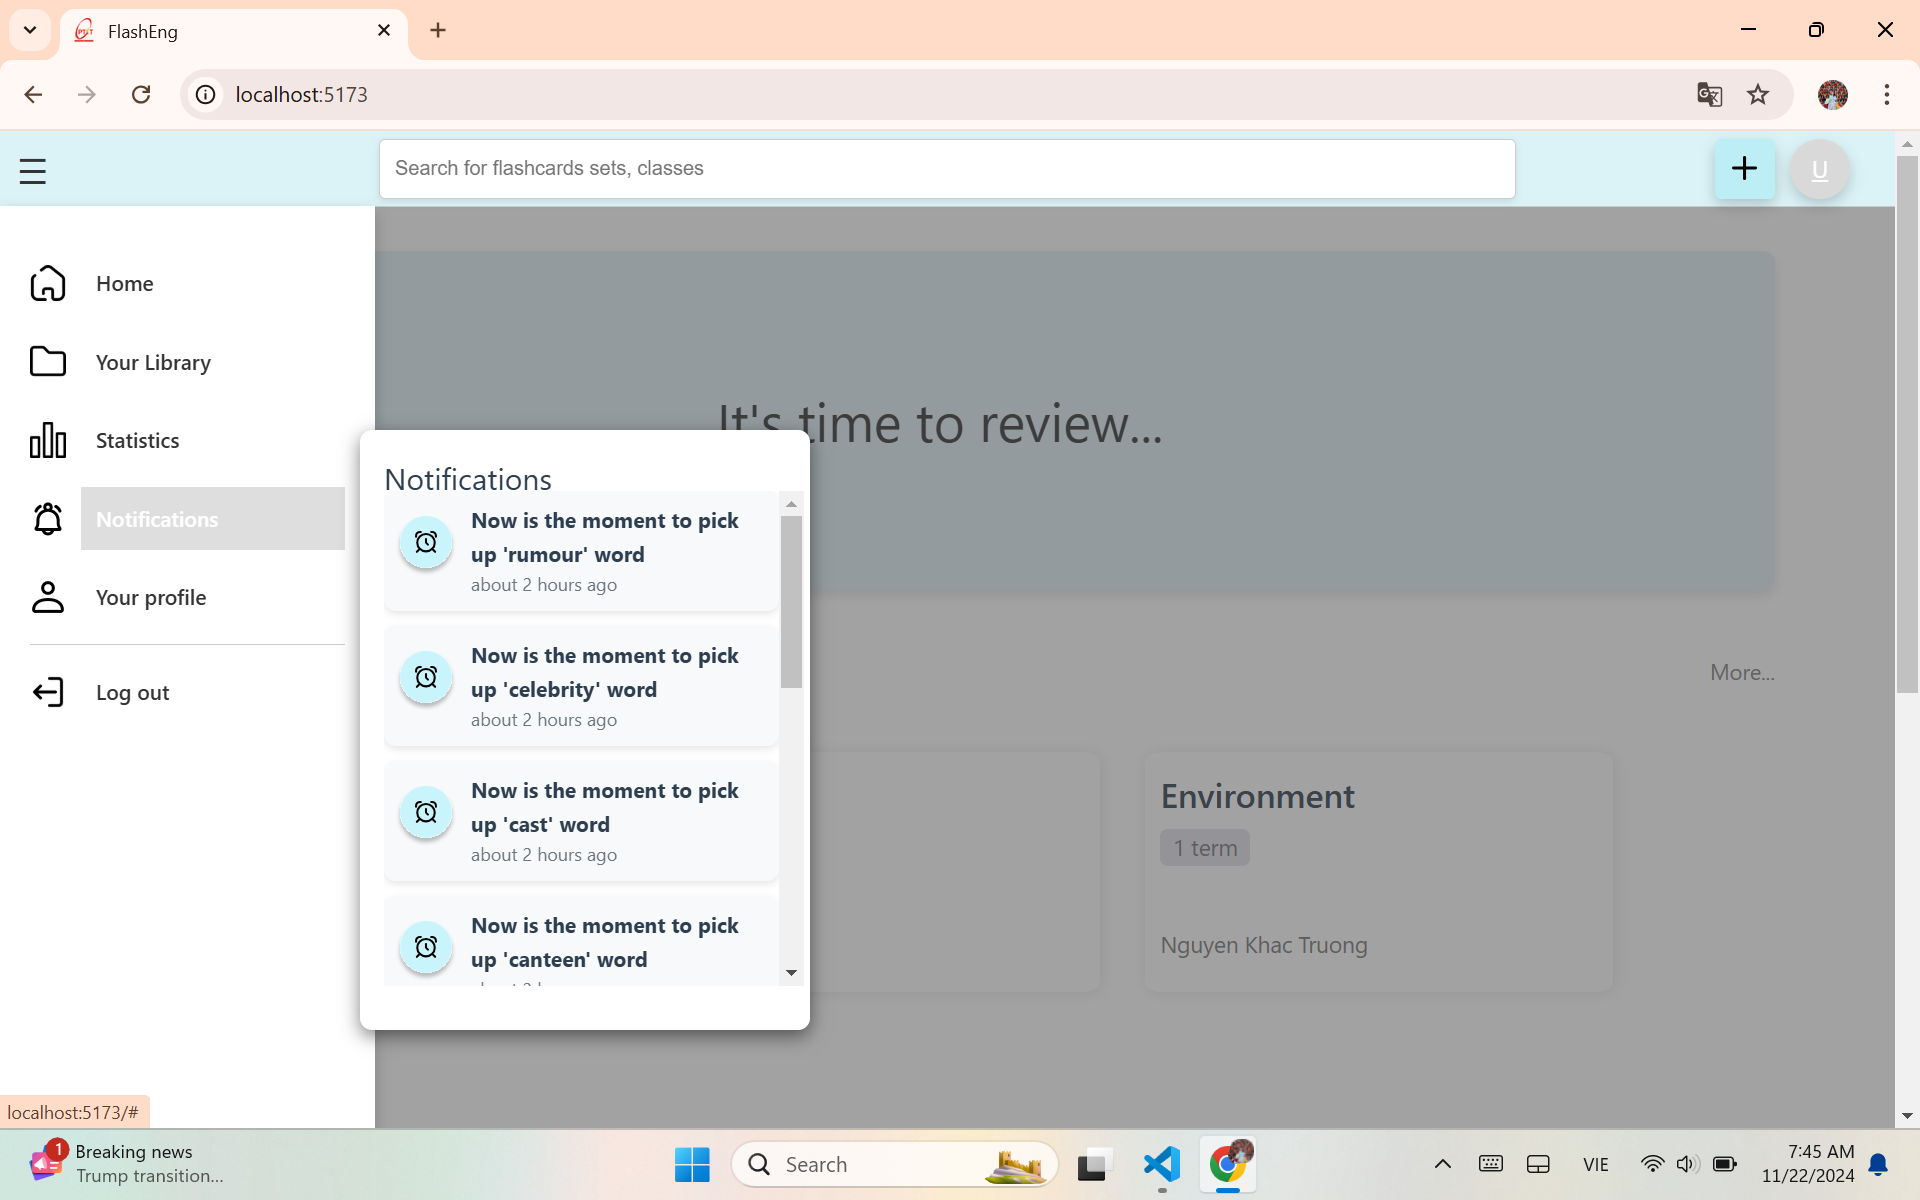 FlashEng
localhost:5173
Search for flashcards sets, classes
U
Home
Your Library
Statistics
Notifications
Your profile
Log out
It's time to review...
Notifications
Now is the moment to pick
up 'rumour' word
about 2 hours ago
Now is the moment to pick
up 'celebrity' word
about 2 hours ago
Now is the moment to pick
up 'cast' word
about 2 hours ago
Now is the moment to pick
up 'canteen' word
More...
Environment
1 term
Nguyen Khac Truong
localhost:5173/#
1
Breaking news
Trump transition...
Search
VIE
7:45 AM
11/22/2024